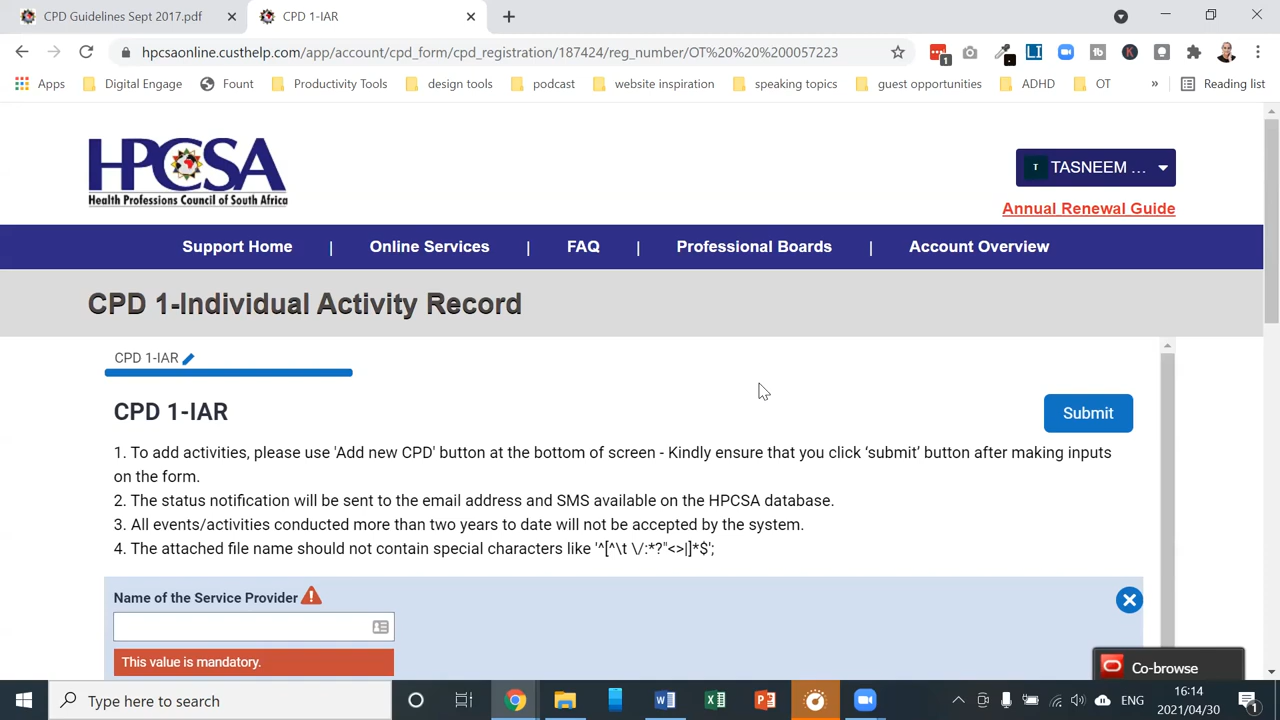 CPD Guidelines Sept 2017.pdf
CPD 1-IAR
hpcsaonline.custhelp.com/app/account/cpd_form/cpd_registration/187424/reg_number/OT%20%20%200057223
Apps
Digital Engage
Fount
Productivity Tools
design tools
podcast
website inspiration
speaking topics
guest opportunities
ADHD
OT
»
Reading list
HPCSA
Health Professions Council of South Africa
T TASNEEM ...
Annual Renewal Guide
Support Home | Online Services | FAQ | Professional Boards | Account Overview
CPD 1-Individual Activity Record
CPD 1-IAR
CPD 1-IAR
Submit
1. To add activities, please use 'Add new CPD' button at the bottom of screen - Kindly ensure that you click ‘submit’ button after making inputs
on the form.
2. The status notification will be sent to the email address and SMS available on the HPCSA database.
3. All events/activities conducted more than two years to date will not be accepted by the system.
4. The attached file name should not contain special characters like '^[^\t \/:*?"<>|]*$';
Name of the Service Provider
This value is mandatory.
Co-browse
Type here to search
ENG
16:14
2021/04/30